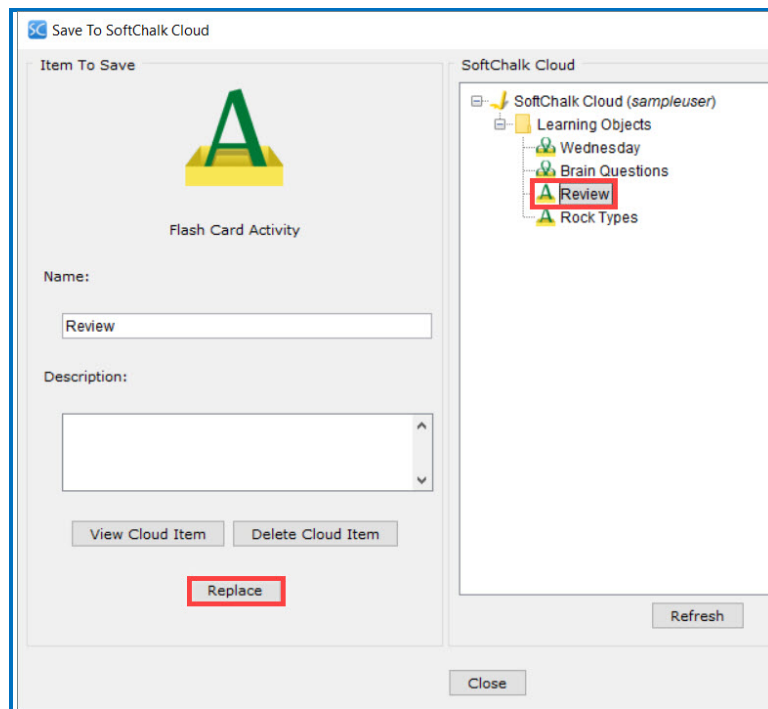 SC Save To SoftChalk Cloud
Item To Save
A
Flash Card Activity
Name:
Review
Description:
View Cloud Item Delete Cloud Item
Replace
SoftChalk Cloud
SoftChalk Cloud (sampleuser)
Learning Objects
Wednesday
Brain Questions
A Review
A Rock Types
Refresh
Close